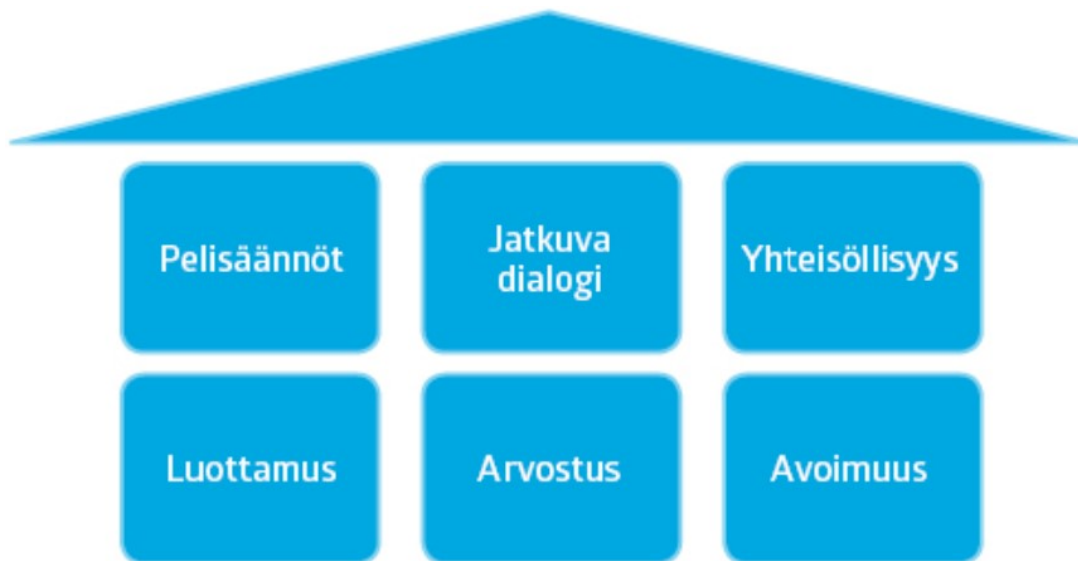 Pelisäännöt
Jatkuva
dialogi
Yhteisöllisyys
Luottamus
Arvostus
Avoimuus